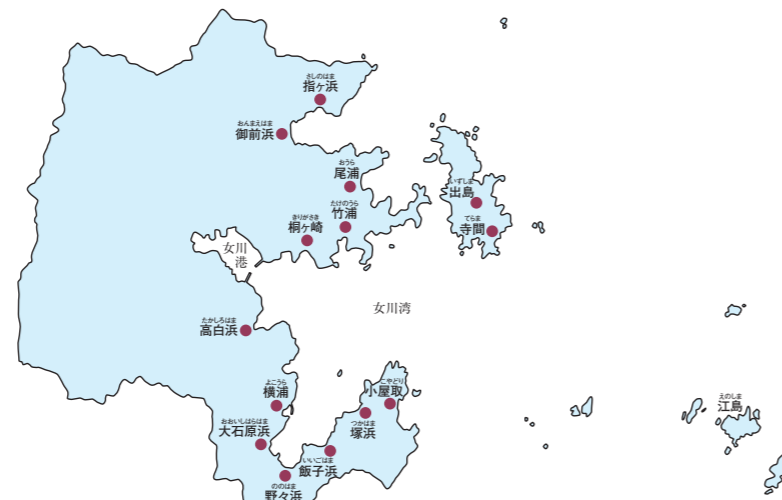 さしのはま
指ヶ浜
おんまえはま
御前浜
おうら
尾浦
いずしま
出島
たけのうら
竹浦
てらま
寺間
きりがさき
桐ヶ崎
女川
港
女川湾
たかしろはま
高白浜
よこうら
横浦
こやどり
小屋取
えのしま
江島
おおいしはらはま
大石原浜
つかはま
塚浜
いいごはま
飯子浜
ののはま
野々浜